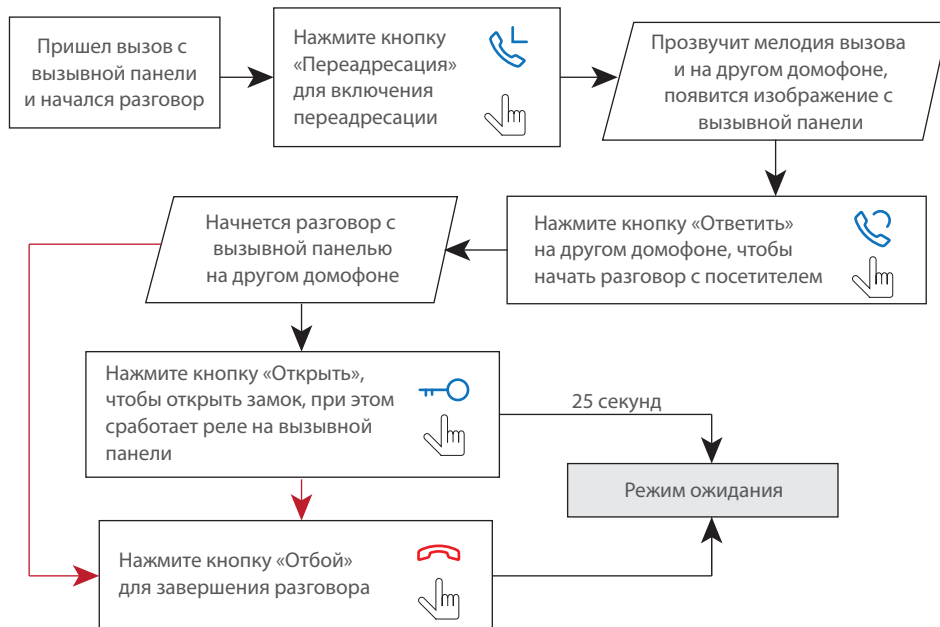 Пришел вызов с
вызывной панели
и начался разговор
Нажмите кнопку
«Переадресация»
для включения
переадресации
Прозвучит мелодия вызова
и на другом домофоне,
появится изображение с
вызывной панели
Нажмите кнопку «Ответить»
на другом домофоне, чтобы
начать разговор с посетителем
Начнется разговор с
вызывной панелью
на другом домофоне
Нажмите кнопку «Открыть»,
чтобы открыть замок, при этом
сработает реле на вызывной
панели
25 секунд
Режим ожидания
Нажмите кнопку «Отбой»
для завершения разговора